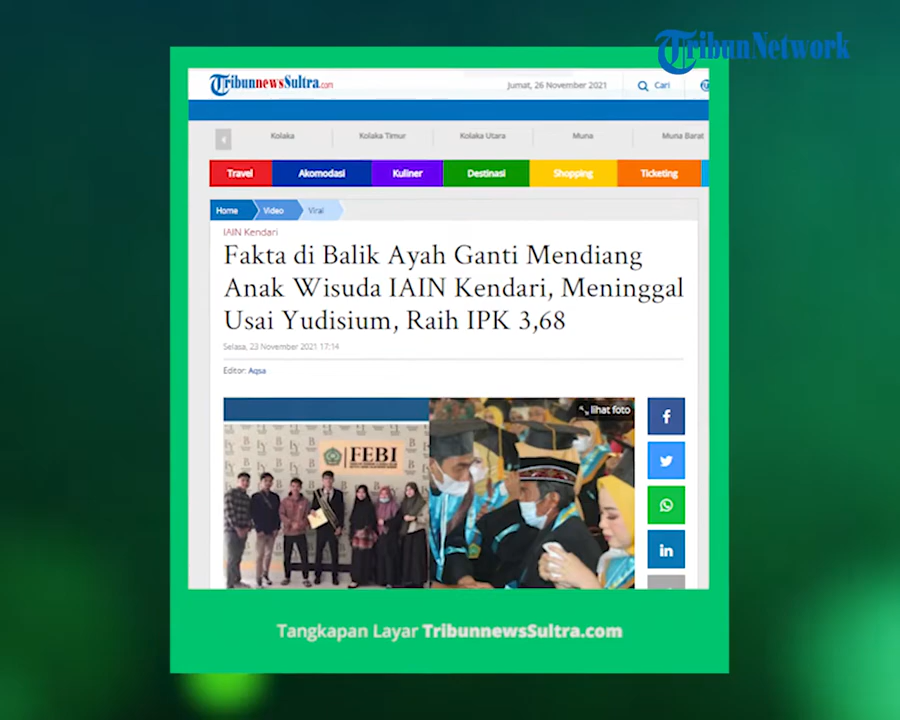 TribunNetwork
TribunnewsSultra.com
Jumat, 26 November 2021
Cari
Kolaka
Kolaka Timur
Kolaka Utara
Muna
Muna Barat
Travel
Akomodasi
Kuliner
Destinasi
Shopping
Ticketing
Home
Video
Viral
IAIN Kendari
Fakta di Balik Ayah Ganti Mendiang
Anak Wisuda IAIN Kendari, Meninggal
Usai Yudisium, Raih IPK 3,68
Selasa, 23 November 2021 17:14
Editor: Aqsa
lihat foto
FEBI
Tangkapan Layar TribunnewsSultra.com